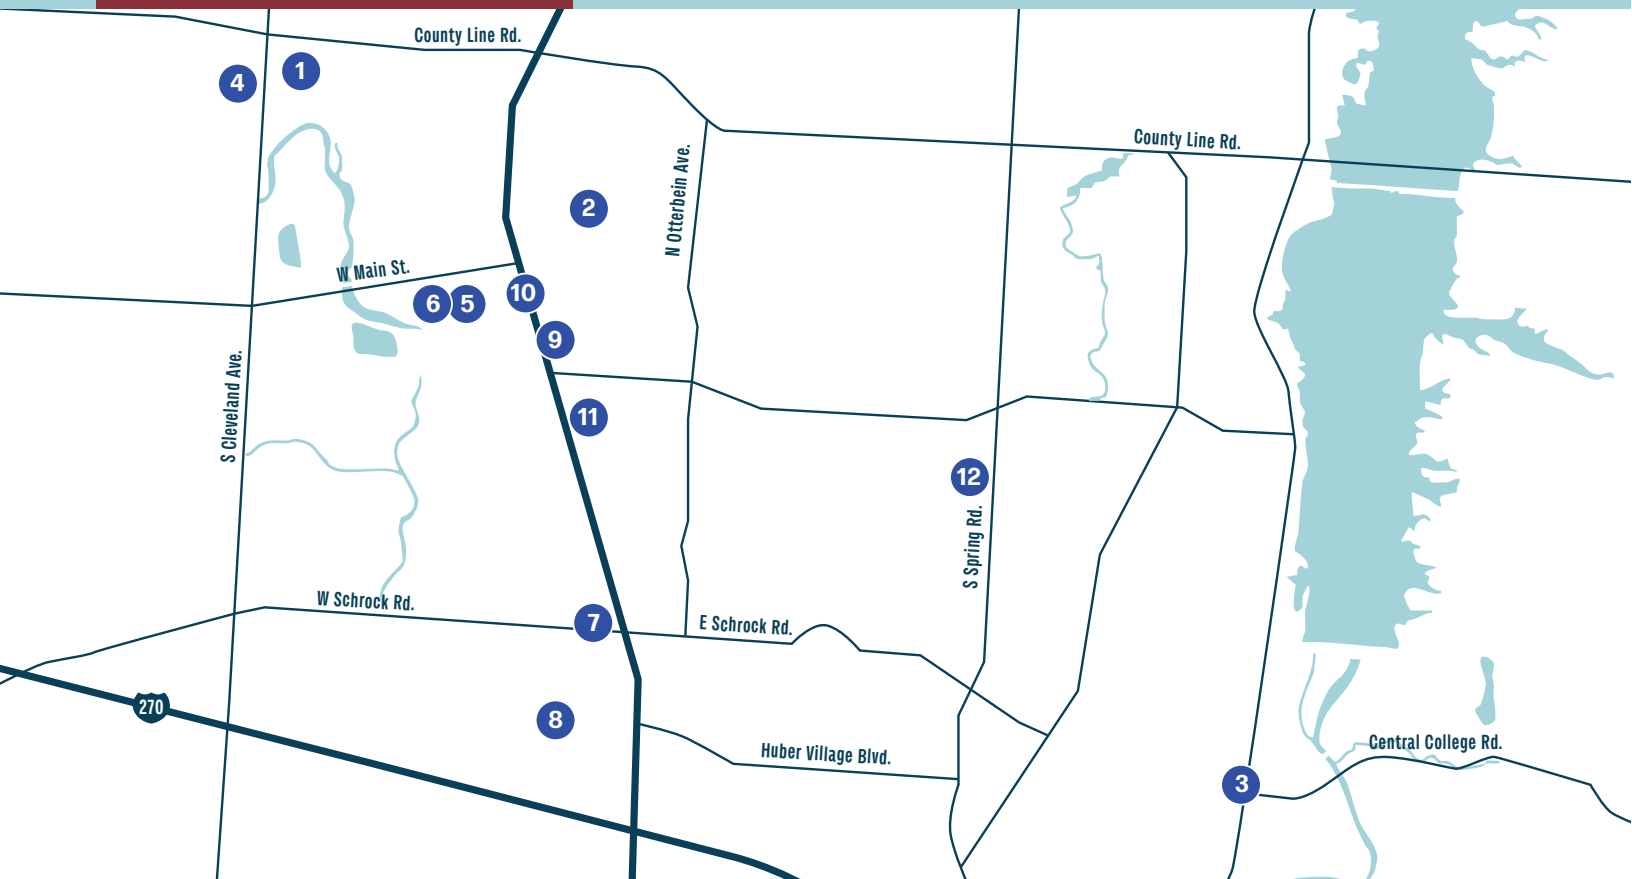 County Line Rd.
1
4
County Line Rd.
N Otterbein Ave.
2
W Main St.
10
6
5
9
S Cleveland Ave.
11
12
S Spring Rd.
W Schrock Rd.
7
E Schrock Rd.
270
8
Huber Village Blvd.
Central College Rd.
3